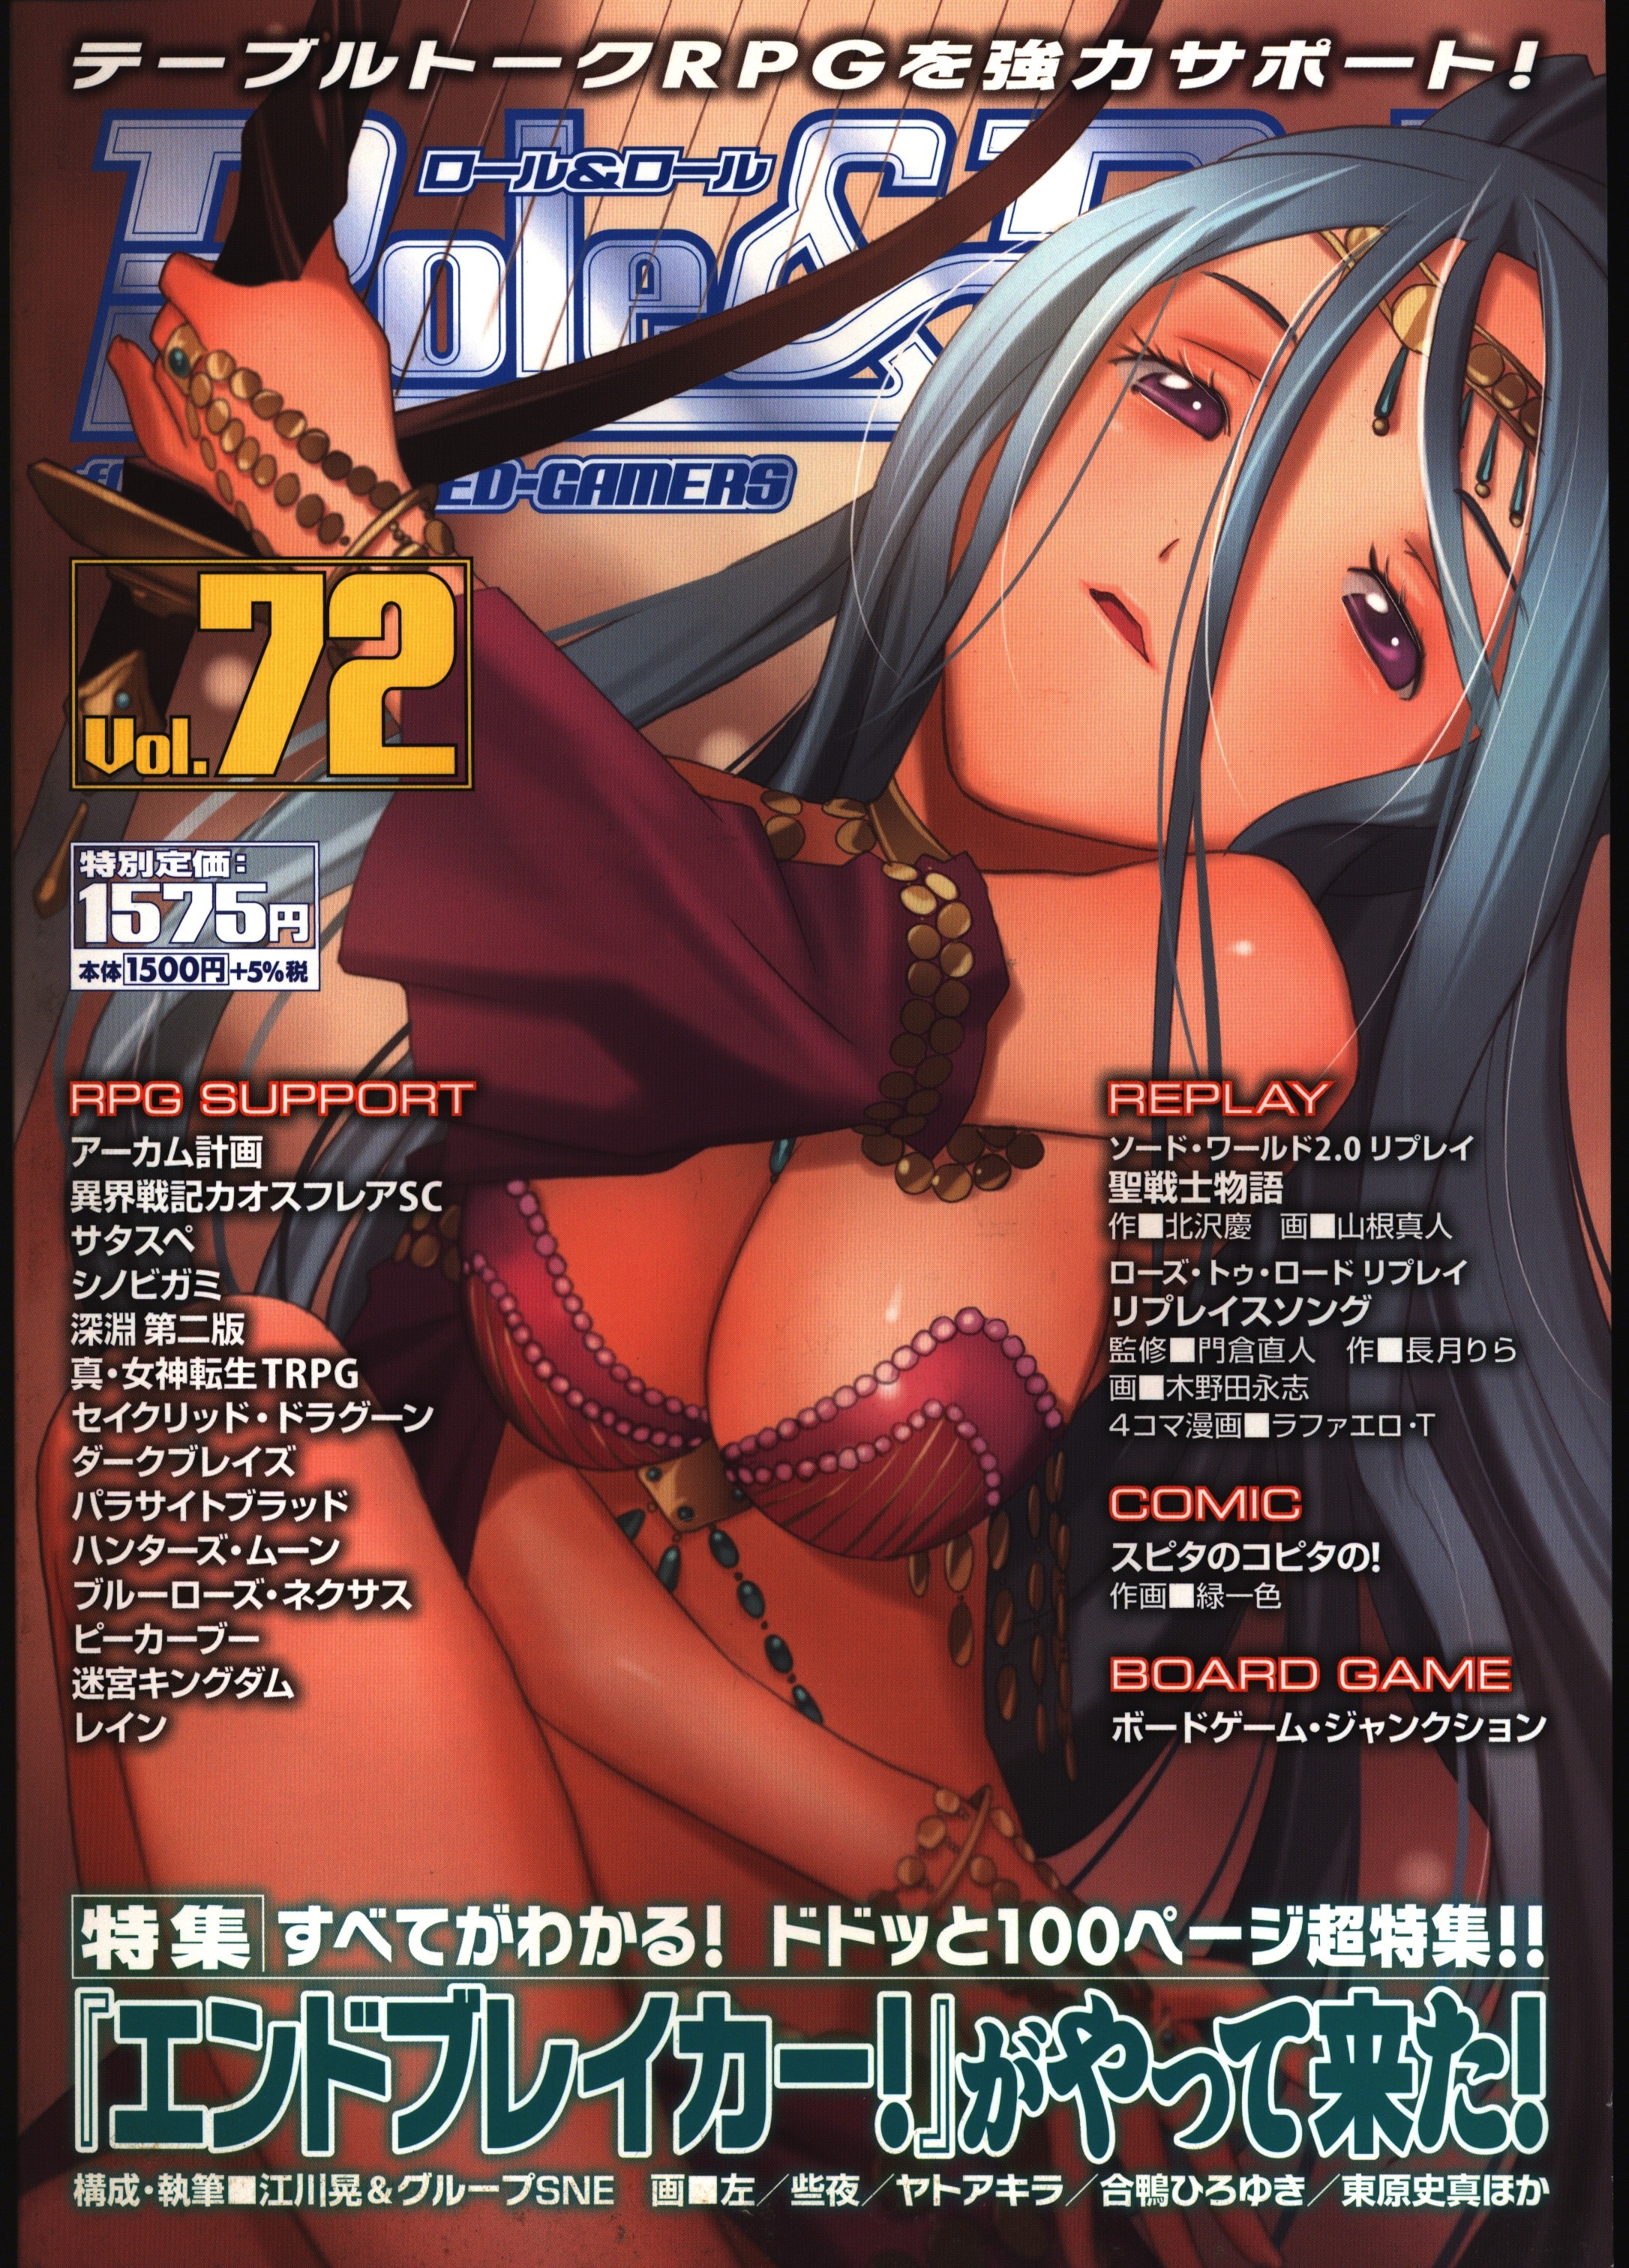 テーブルトークRPGを強力サポート!
Role&
ロール&ロール
ED-GAMERS
Vol.72
特別定価:
1575円
本体1500円+5%税
RPG SUPPORT
アーカム計画
異界戦記カオスフレアSC
サタスペ
シノビガミ
深淵 第二版
真・女神転生TRPG
セイクリッド・ドラグーン
ダークブレイズ
パラサイトブラッド
ハンターズ・ムーン
ブルーローズ・ネクサス
ピーカーブー
迷宮キングダム
レイン
REPLAY
ソード・ワールド2.0 リプレイ
聖戦士物語
作■北沢慶 画■山根真人
ローズ・トゥ・ロード リプレイ
リプレイスソング
監修■門倉直人 作■長月りら
画■木野田永志
4コマ漫画■ラファエロ・T
COMIC
スピタのコピタの!
作画■緑一色
BOARD GAME
ボードゲーム・ジャンクション
特集 すべてがわかる! ドドッと100ページ超特集!!
『エンドブレイカー!』がやって来た!
構成・執筆■江川晃&グループSNE 画■左/些夜/ヤトアキラ/合鴨ひろゆき/東原史真ほか